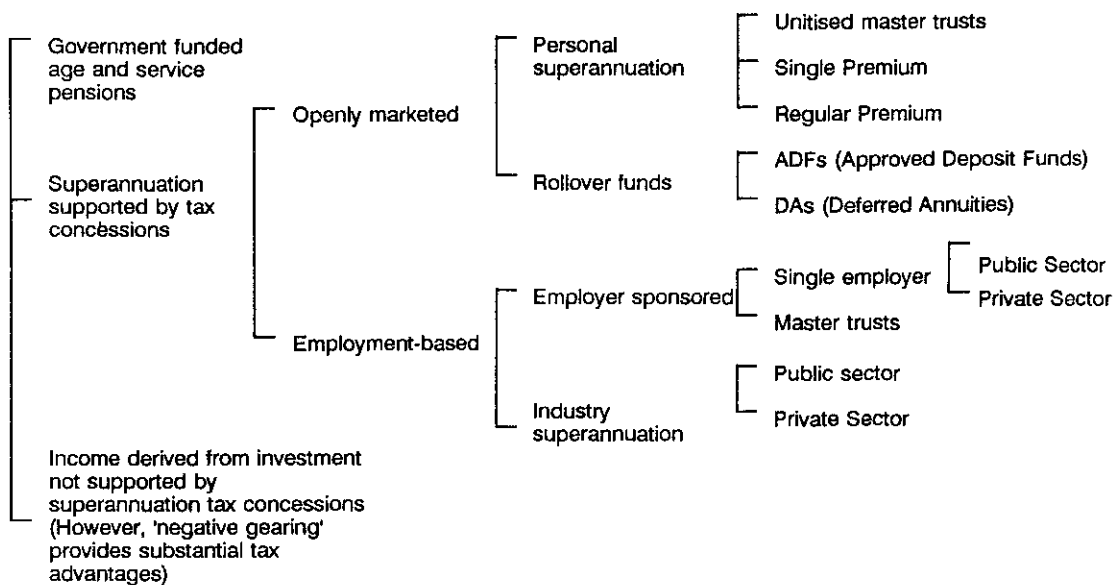 Government funded
age and service
pensions
Superannuation
supported by tax
concessions
Income derived from investment
not supported by
superannuation tax concessions
(However, 'negative gearing'
provides substantial tax
advantages)
Openly marketed
Employment-based
Personal
superannuation
Rollover funds
Employer sponsored
Industry
superannuation
Unitised master trusts
Single Premium
Regular Premium
ADFs (Approved Deposit Funds)
DAs (Deferred Annuities)
Single employer
Master trusts
Public Sector
Private Sector
Public sector
Private Sector